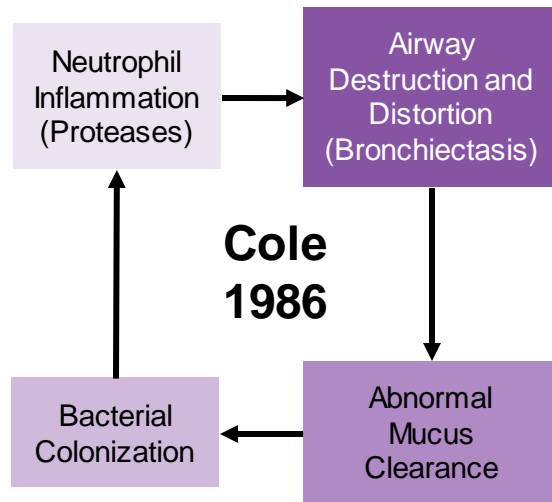 Neutrophil
Inflammation
(Proteases)
Airway
Destruction and
Distortion
(Bronchiectasis)
Cole
1986
Bacterial
Colonization
Abnormal
Mucus
Clearance